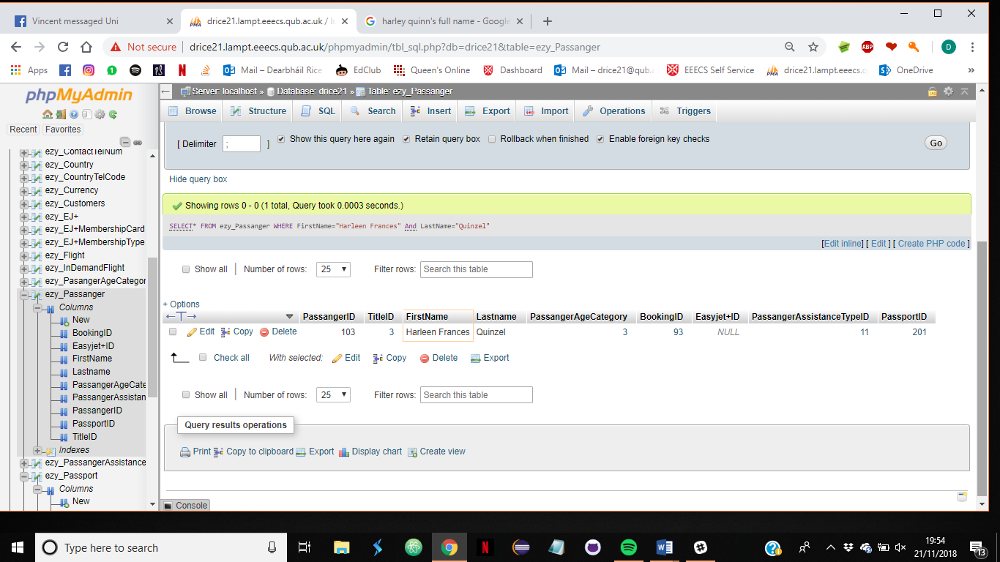 Vincent messaged Uni
drice21.lampt.eeecs.qub.ac.uk / lo
harley quinn's full name - Google
Not secure | drice21.lampt.eeecs.qub.ac.uk/phpmyadmin/tbl_sql.php?db=drice21&table=ezy_Passanger
ABP
D
Apps
Mail – Dearbháil Rice
EdClub
Queen's Online
Dashboard
Mail – drice21@qub.
EEECS Self Service
drice21.lampt.eeecs.c
OneDrive
»
phpMyAdmin
Recent Favorites
ezy_ContactTelNum
ezy_Country
ezy_CountryTelCode
ezy_Currency
ezy_Customers
ezy_EJ+
ezy_EJ+MembershipCard
ezy_EJ+MembershipType
ezy_Flight
ezy_InDemandFlight
ezy_PasangerAgeCategor
ezy_Passanger
Columns
New
BookingID
Easyjet+ID
FirstName
Lastname
PassangerAgeCate
PassangerAssistan
PassangerID
PassportID
TitleID
Indexes
ezy_PassangerAssistance
ezy_Passport
Columns
New
Server: localhost » Database: drice21 » Table: ezy_Passanger
Browse Structure SQL Search Insert Export Import Operations Triggers
[ Delimiter ; ] Show this query here again Retain query box Rollback when finished Enable foreign key checks
Go
Hide query box
Showing rows 0 - 0 (1 total, Query took 0.0003 seconds.)
SELECT* FROM ezy_Passanger WHERE FirstName="Harleen Frances" And LastName="Quinzel"
[Edit inline] [ Edit ] [ Create PHP code ]
Show all | Number of rows: 25 Filter rows: Search this table
+ Options
←T→ PassangerID TitleID FirstName Lastname PassangerAgeCategory BookingID Easyjet+ID PassangerAssistanceTypeID PassportID
Edit Copy Delete 103 3 Harleen Frances Quinzel 3 93 NULL 11 201
Check all With selected: Edit Copy Delete Export
Show all | Number of rows: 25 Filter rows: Search this table
Query results operations
Print Copy to clipboard Export Display chart Create view
Console
Type here to search
19:54
21/11/2018
13